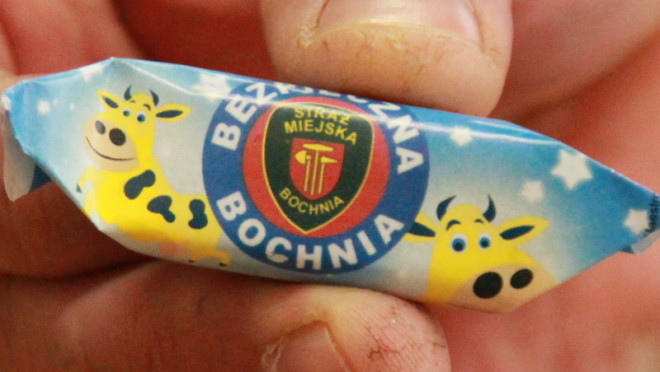 BEZPIECZNA
STRAŻ
MIEJSKA
BOCHNIA
BOCHNIA